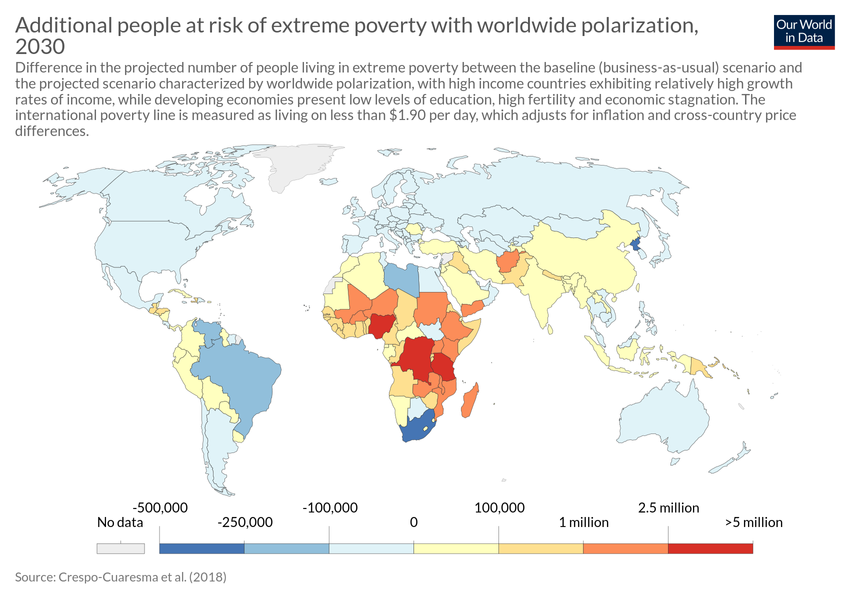 Additional people at risk of extreme poverty with worldwide polarization,
2030
Our World
in Data
Difference in the projected number of people living in extreme poverty between the baseline (business-as-usual) scenario and
the projected scenario characterized by worldwide polarization, with high income countries exhibiting relatively high growth
rates of income, while developing economies present low levels of education, high fertility and economic stagnation. The
international poverty line is measured as living on less than $1.90 per day, which adjusts for inflation and cross-country price
differences.
-500,000 -100,000 100,000 2.5 million
No data -250,000 0 1 million >5 million
Source: Crespo-Cuaresma et al. (2018)